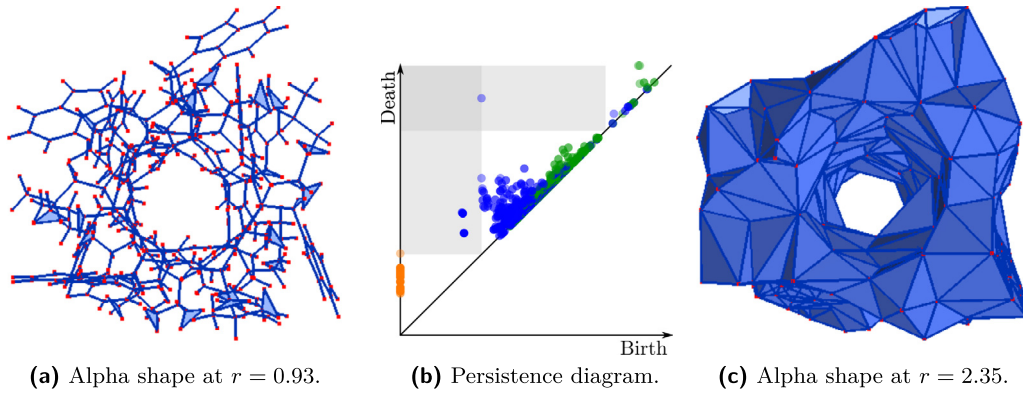 Death
Birth
(a) Alpha shape at r = 0.93.
(b) Persistence diagram.
(c) Alpha shape at r = 2.35.